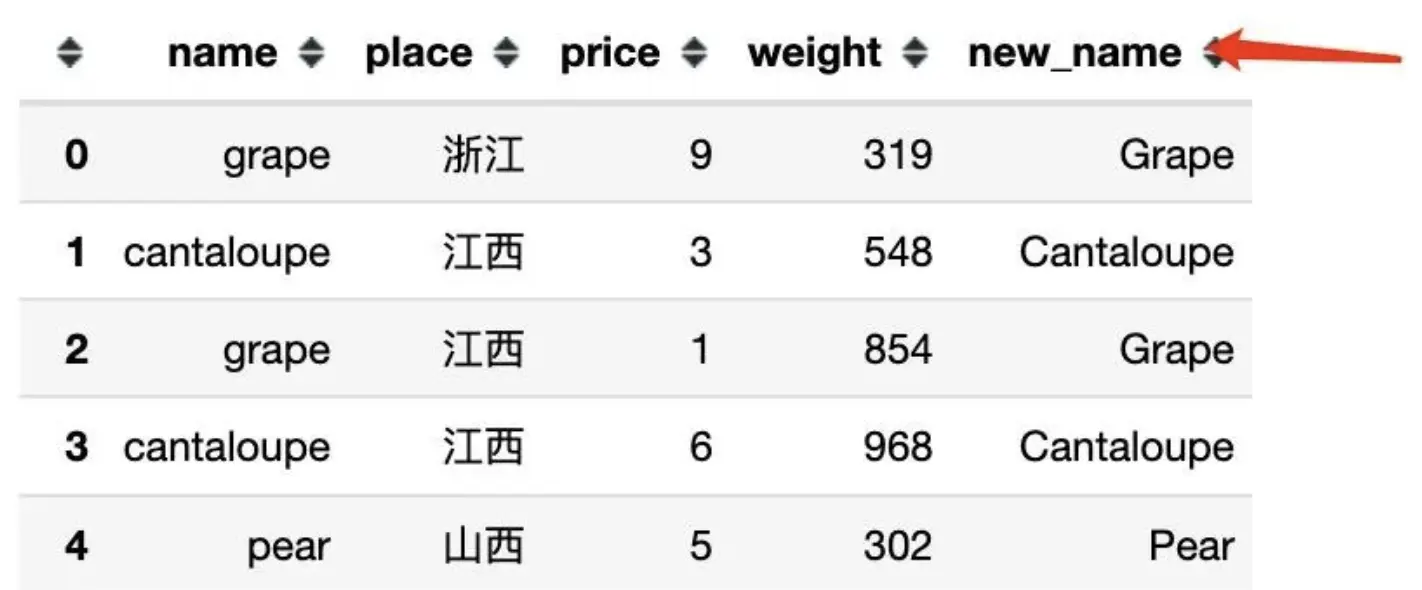 name place price weight new_name
0 grape 浙江 9 319 Grape
1 cantaloupe 江西 3 548 Cantaloupe
2 grape 江西 1 854 Grape
3 cantaloupe 江西 6 968 Cantaloupe
4 pear 山西 5 302 Pear